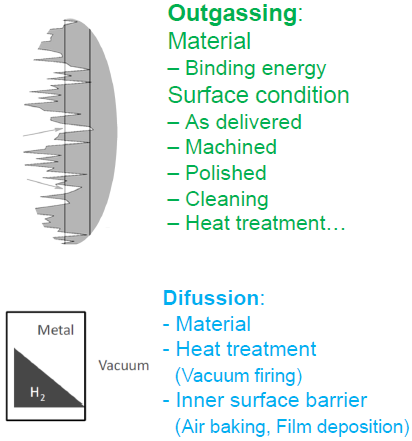 Outgassing:
Material
– Binding energy
Surface condition
– As delivered
– Machined
– Polished
– Cleaning
– Heat treatment…
Difussion:
- Material
- Heat treatment
(Vacuum firing)
- Inner surface barrier
(Air baking, Film deposition)
Metal
Vacuum
H2